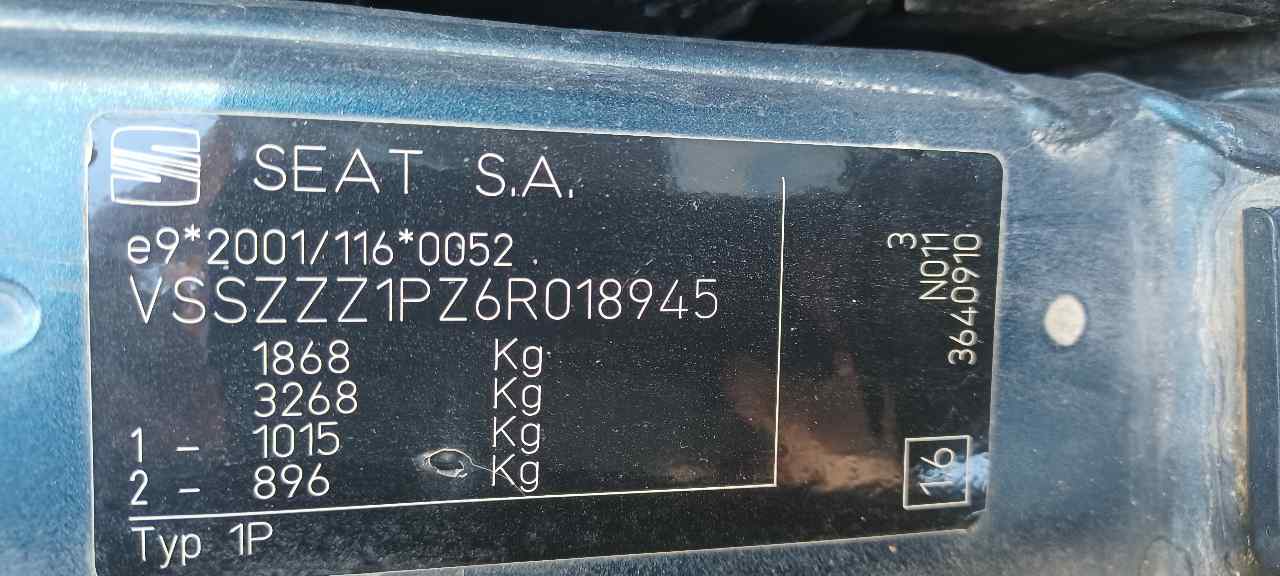 SEAT S.A.
e9*2001/116*0052
VSSZZZ1PZ6R018945
1868 Kg
3268 Kg
1 - 1015 Kg
2 - 896 Kg
Typ 1P
3
N011
3640910
16